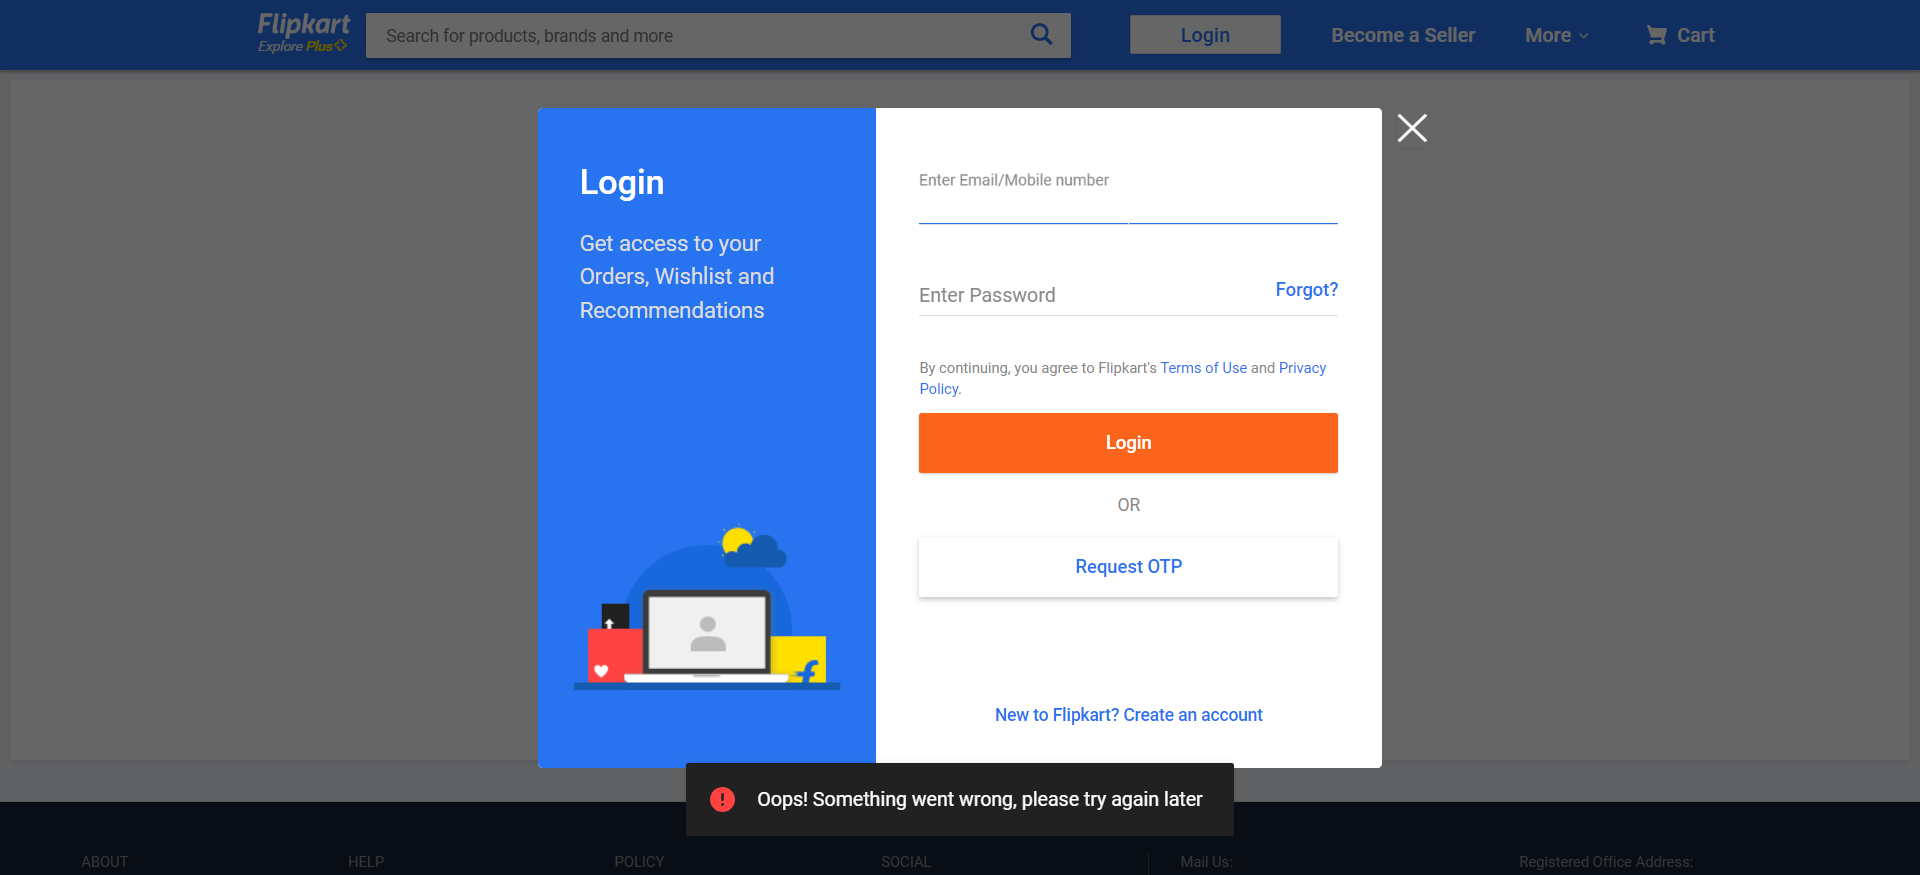 Flipkart
Explore Plus
Search for products, brands and more
Login
Become a Seller
More
Cart
Login
Get access to your
Orders, Wishlist and
Recommendations
Enter Email/Mobile number
Enter Password
Forgot?
By continuing, you agree to Flipkart's Terms of Use and Privacy
Policy.
Login
OR
Request OTP
New to Flipkart? Create an account
Oops! Something went wrong, please try again later
ABOUT
HELP
POLICY
SOCIAL
Mail Us:
Registered Office Address: